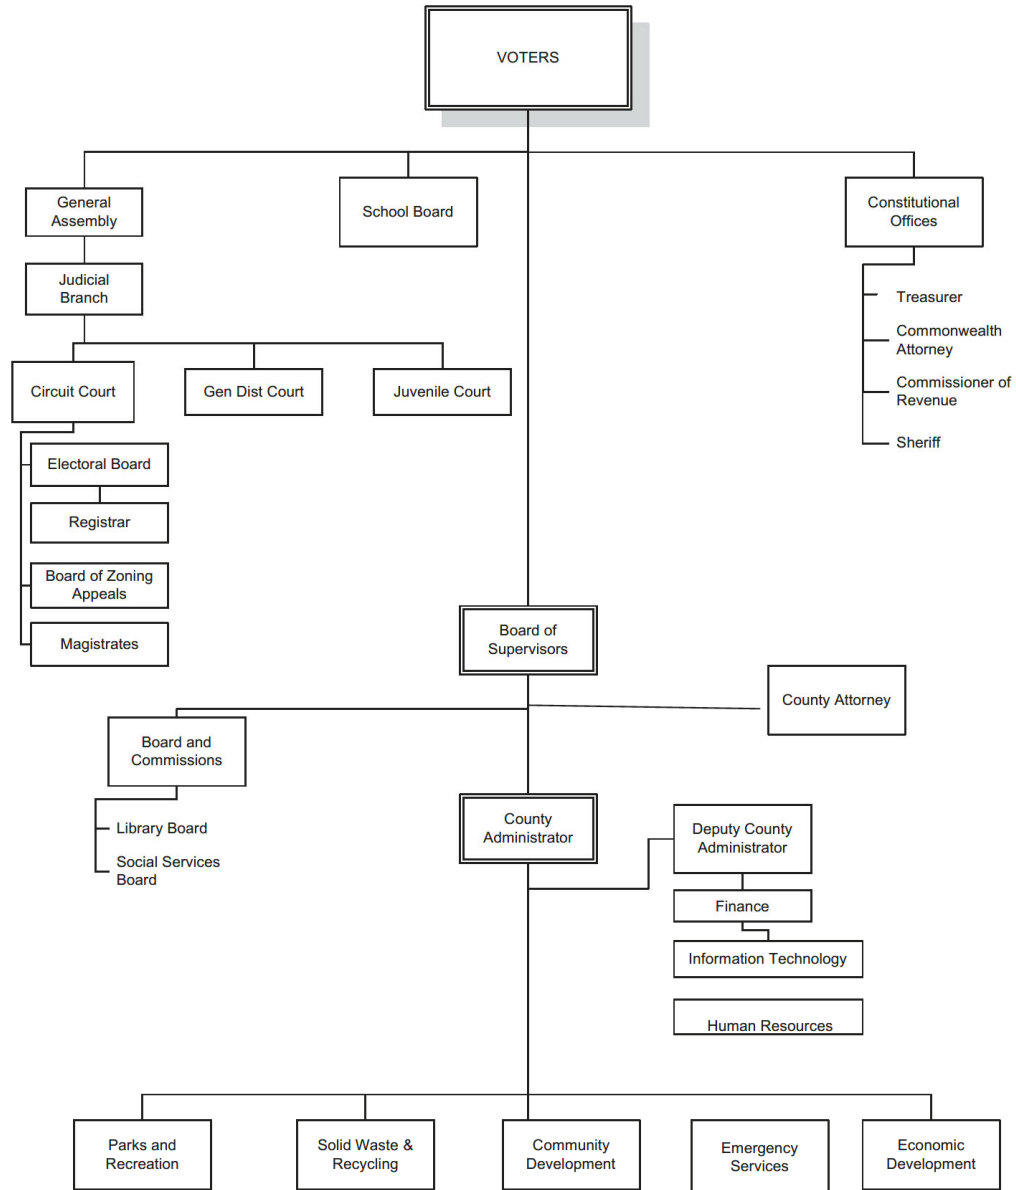 VOTERS
General
Assembly
School Board
Constitutional
Offices
Judicial
Branch
Treasurer
Commonwealth
Attorney
Circuit Court
Gen Dist Court
Juvenile Court
Commissioner of
Revenue
Sheriff
Electoral Board
Registrar
Board of Zoning
Appeals
Magistrates
Board of
Supervisors
County Attorney
Board and
Commissions
Library Board
Social Services
Board
County
Administrator
Deputy County
Administrator
Finance
Information Technology
Human Resources
Parks and
Recreation
Solid Waste &
Recycling
Community
Development
Emergency
Services
Economic
Development